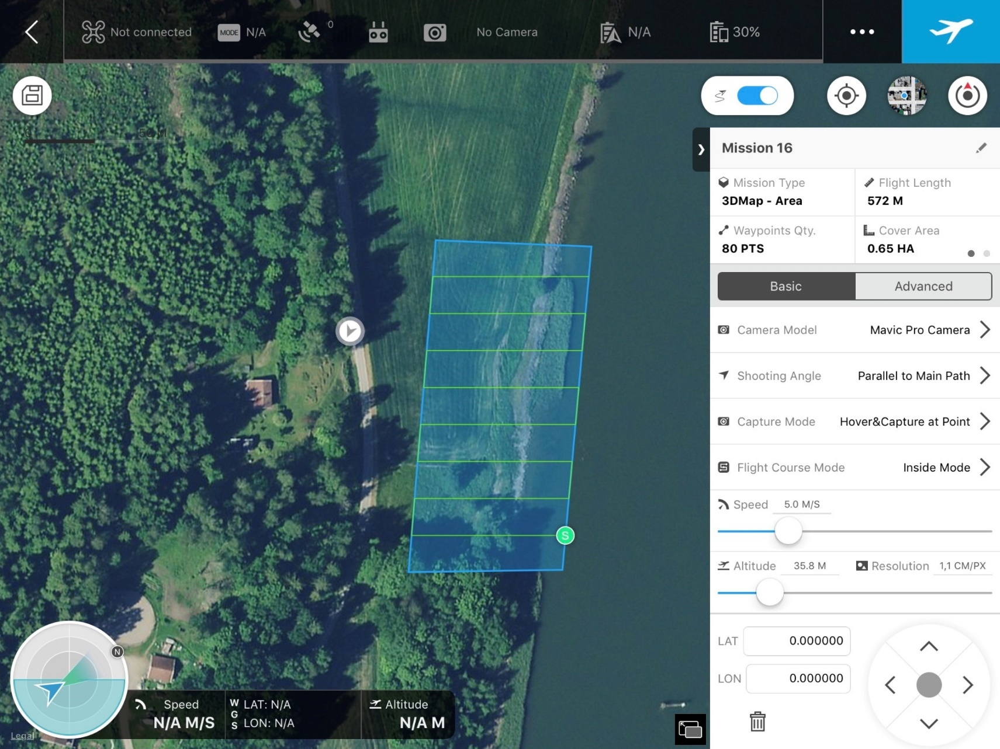 Not connected
MODE N/A
0
No Camera
N/A
30%
0 50 M
Mission 16
Mission Type
3DMap - Area
Flight Length
572 M
Waypoints Qty.
80 PTS
Cover Area
0.65 HA
Basic
Advanced
Camera Model Mavic Pro Camera
Shooting Angle Parallel to Main Path
Capture Mode Hover&Capture at Point
Flight Course Mode Inside Mode
Speed 5.0 M/S
Altitude 35.8 M Resolution 1,1 CM/PX
LAT 0.000000
LON 0.000000
S
N
Speed
N/A M/S
WGS
LAT: N/A
LON: N/A
Altitude
N/A M
Legal